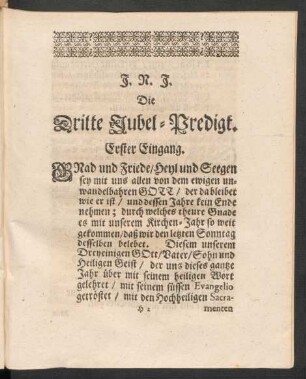 J. N. J.
Die
Dritte Jubel-Predigt.
Erster Eingang.
GNad und Friede/ Heyl und Seegen
sey mit uns allen von dem ewigen un-
wandelbahren GOTT/ der da bleibet
wie er ist/ und dessen Jahre kein Ende
nehmen; durch welches theure Gnade
es mit unserem Kirchen-Jahr so weit
gekommen/ daß wir den letzten Sonntag
desselben belebet. Diesem unserem
Dreyeinigen GOtt/ Vater/ Sohn und
Heiligen Geist/ der uns dieses gantze
Jahr über mit seinem heiligen Wort
gelehret/ mit seinem süssen Evangelio
getröstet/ mit den Hochheiligen Sacra-
H 2 menten